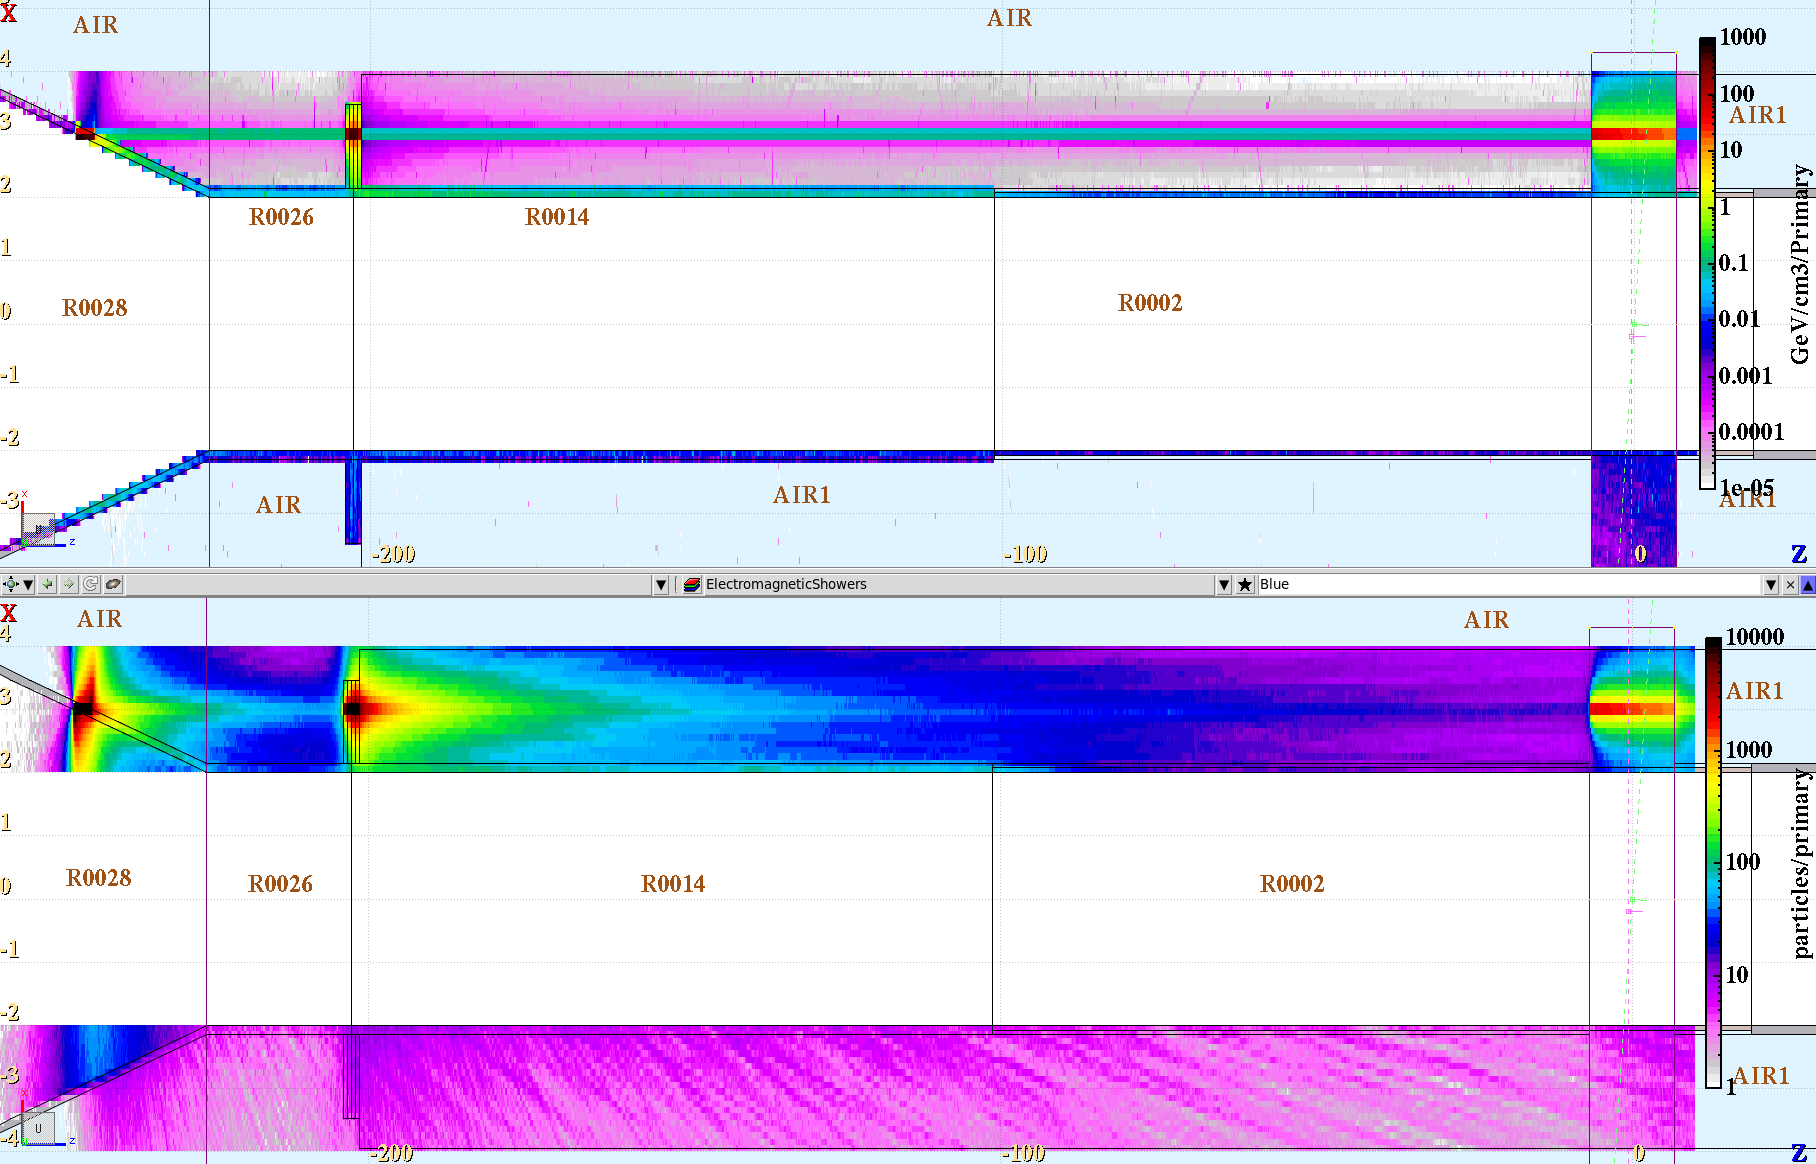 X
AIR
AIR
4
1000
100
3
AIR1
10
2
1
R0026
R0014
1
0.1
R0028
R0002
0
0.01
GeV/cm3/Primary
-1
0.001
-2
0.0001
-3
AIR
AIR1
1e-05
AIR1
x
z
-200
-100
0
Z
ElectromagneticShowers
Blue
X
AIR
AIR
4
10000
3
AIR1
2
1000
1
particles/primary
100
R0028
R0026
R0014
R0002
0
-1
10
-2
-3
1
AIR1
x
U
z
-4
-200
-100
0
Z